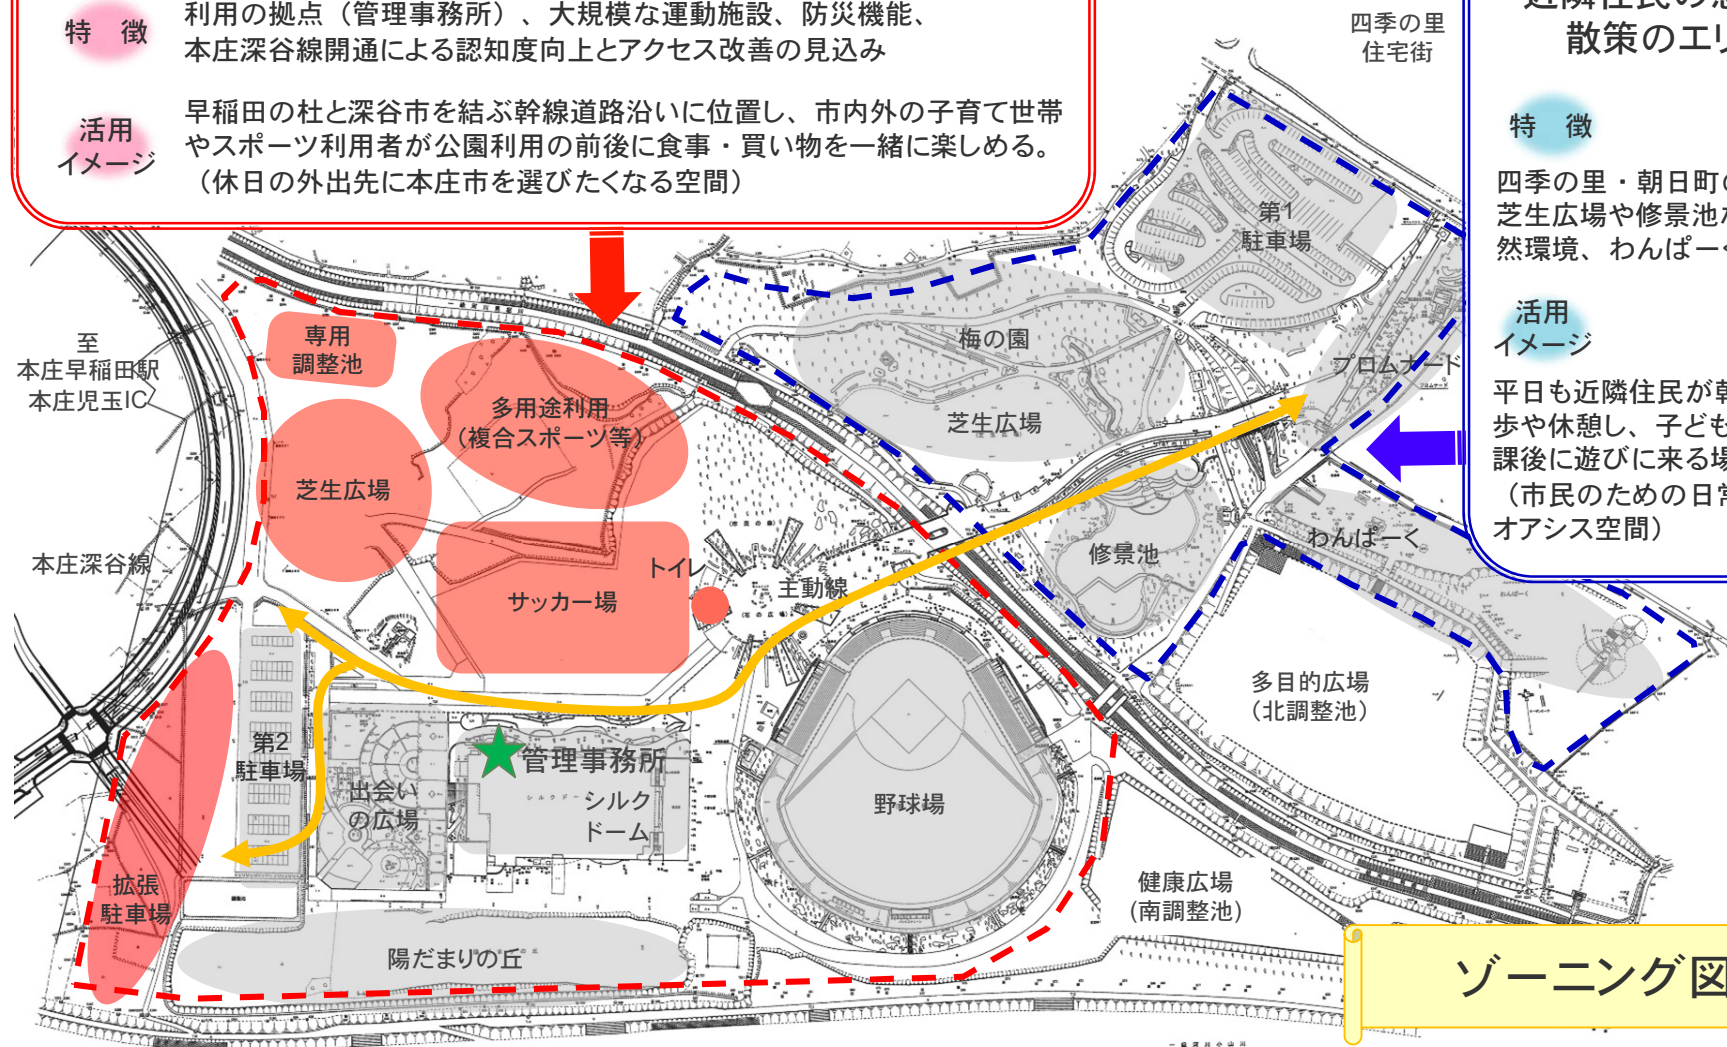 特　徴
利用の拠点（管理事務所）、大規模な運動施設、防災機能、
本庄深谷線開通による認知度向上とアクセス改善の見込み
活用
イメージ
早稲田の杜と深谷市を結ぶ幹線道路沿いに位置し、市内外の子育て世帯
やスポーツ利用者が公園利用の前後に食事・買い物を一緒に楽しめる。
（休日の外出先に本庄市を選びたくなる空間）
四季の里
住宅街
近隣住民の
散策のエリ
特　徴
四季の里・朝日町の
芝生広場や修景池
然環境、わんぱーく
活用
イメージ
平日も近隣住民が
歩や休憩し、子ども
課後に遊びに来る場
（市民のための日常
オアシス空間）
第1
駐車場
至
本庄早稲田駅
本庄児玉IC
専用
調整池
梅の園
プロムナード
多用途利用
（複合スポーツ等）
芝生広場
芝生広場
本庄深谷線
修景池
わんぱーく
トイレ
主動線
サッカー場
多目的広場
（北調整池）
第2
駐車場
管理事務所
出会い
の広場
シルク
ドーム
野球場
拡張
駐車場
健康広場
(南調整池)
陽だまりの丘
ゾーニング図